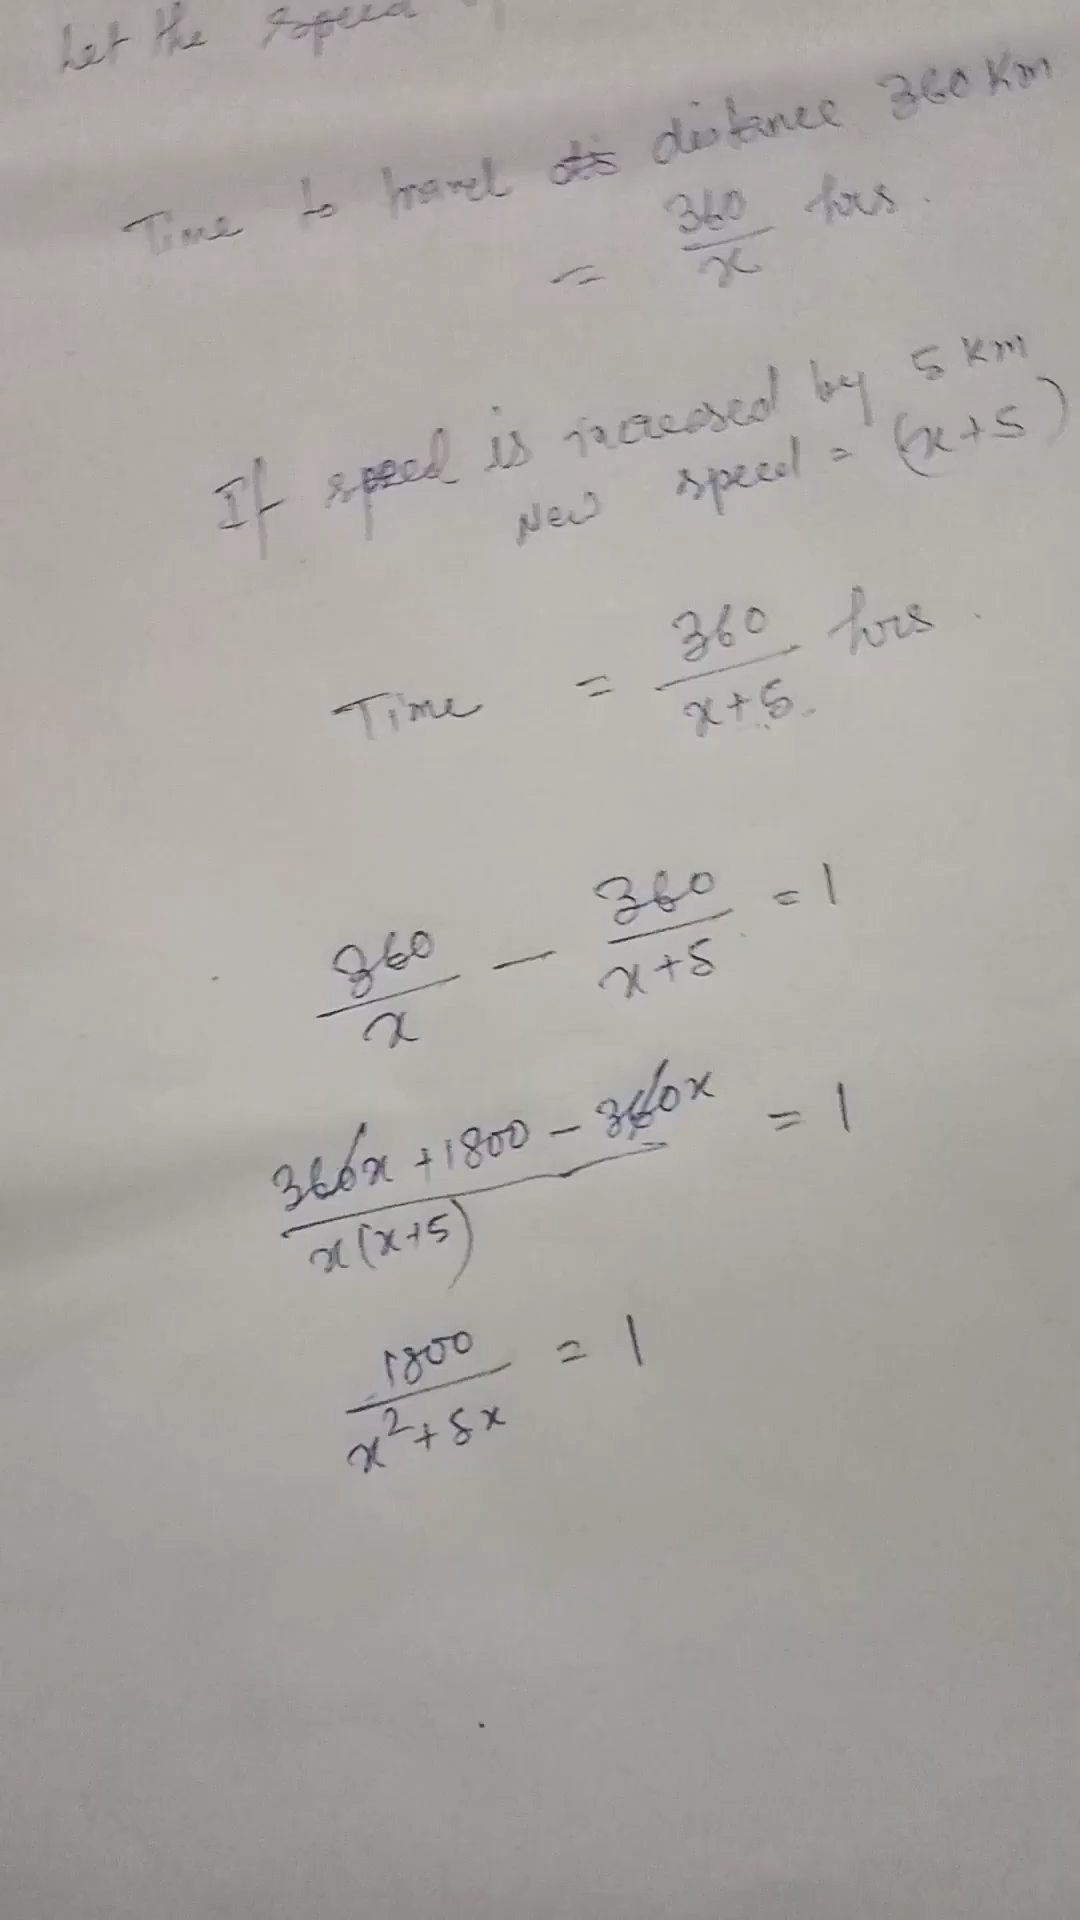 Let the speed
Time to travel distance 360 Km
= 360/x hrs.
If speed is increased by 5 Km
New speed = (x+5)
Time = 360/x+5 hrs.
360/x - 360/x+5 = 1
360x + 1800 - 360x / x(x+5) = 1
1800/x²+5x = 1